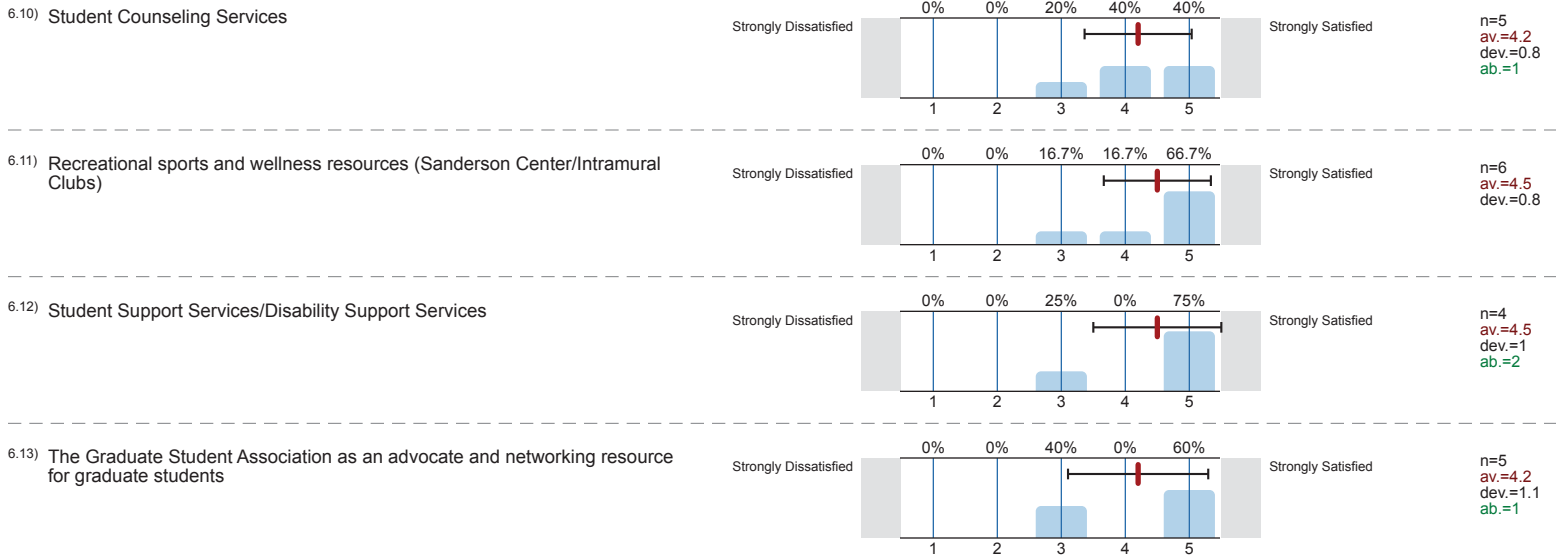 6.10) Student Counseling Services
0% 0% 20% 40% 40%
Strongly Dissatisfied Strongly Satisfied
1 2 3 4 5
n=5
av.=4.2
dev.=0.8
ab.=1
6.11) Recreational sports and wellness resources (Sanderson Center/Intramural
Clubs)
0% 0% 16.7% 16.7% 66.7%
Strongly Dissatisfied Strongly Satisfied
1 2 3 4 5
n=6
av.=4.5
dev.=0.8
6.12) Student Support Services/Disability Support Services
0% 0% 25% 0% 75%
Strongly Dissatisfied Strongly Satisfied
1 2 3 4 5
n=4
av.=4.5
dev.=1
ab.=2
6.13) The Graduate Student Association as an advocate and networking resource
for graduate students
0% 0% 40% 0% 60%
Strongly Dissatisfied Strongly Satisfied
1 2 3 4 5
n=5
av.=4.2
dev.=1.1
ab.=1